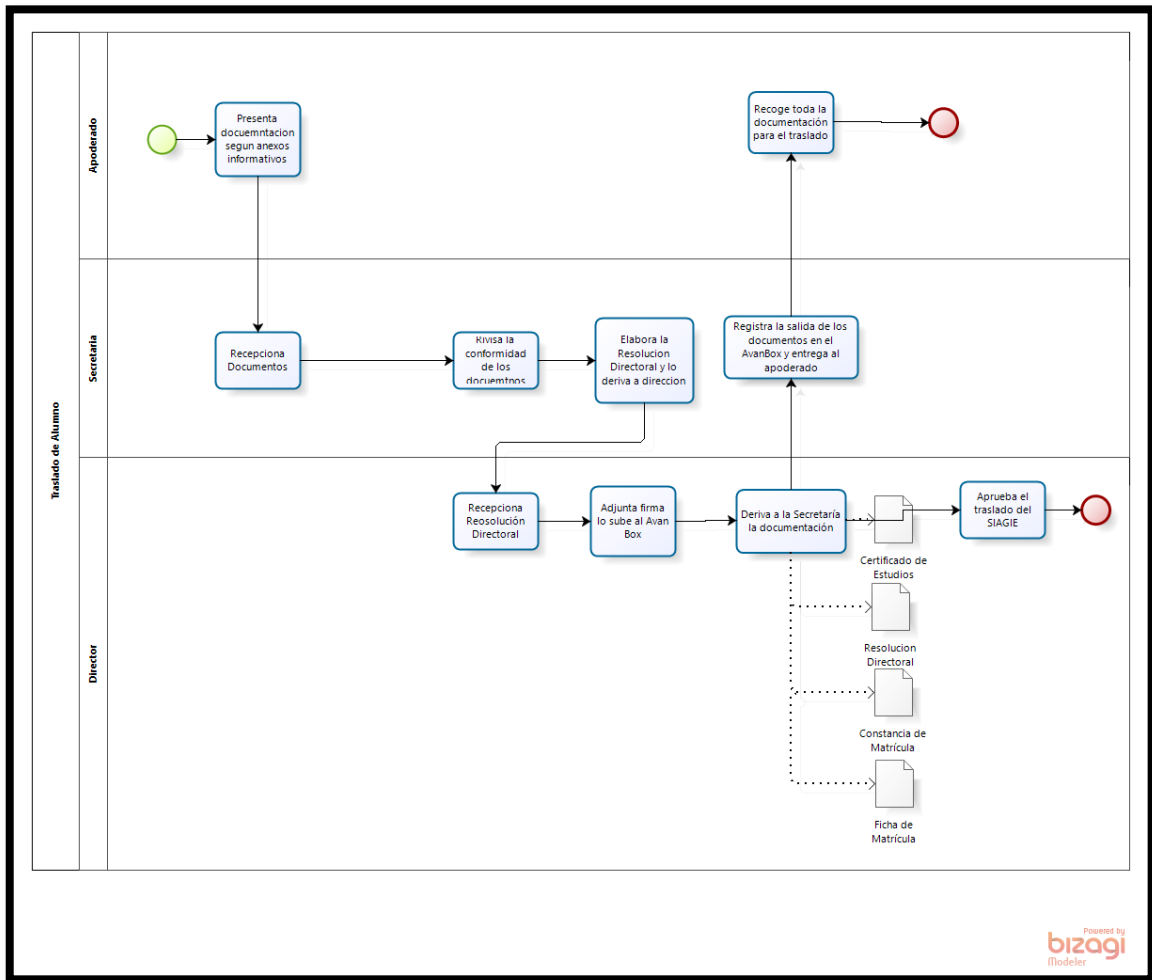 Traslado de Alumno
Apoderado
Presenta
docuemntacion
segun anexos
informativos
Recoge toda la
documentación
para el traslado
Secretaria
Recepciona
Documentos
Rivisa la
conformidad
de los
docuemtnos
Elabora la
Resolucion
Directoral y lo
deriva a direccion
Registra la salida de los
documentos en el
AvanBox y entrega al
apoderado
Director
Recepciona
Reosolución
Directoral
Adjunta firma
lo sube al Avan
Box
Deriva a la Secretaría
la documentación
Aprueba el
traslado del
SIAGIE
Certificado de
Estudios
Resolucion
Directoral
Constancia de
Matrícula
Ficha de
Matrícula
Powered by
bizagi
Modeler